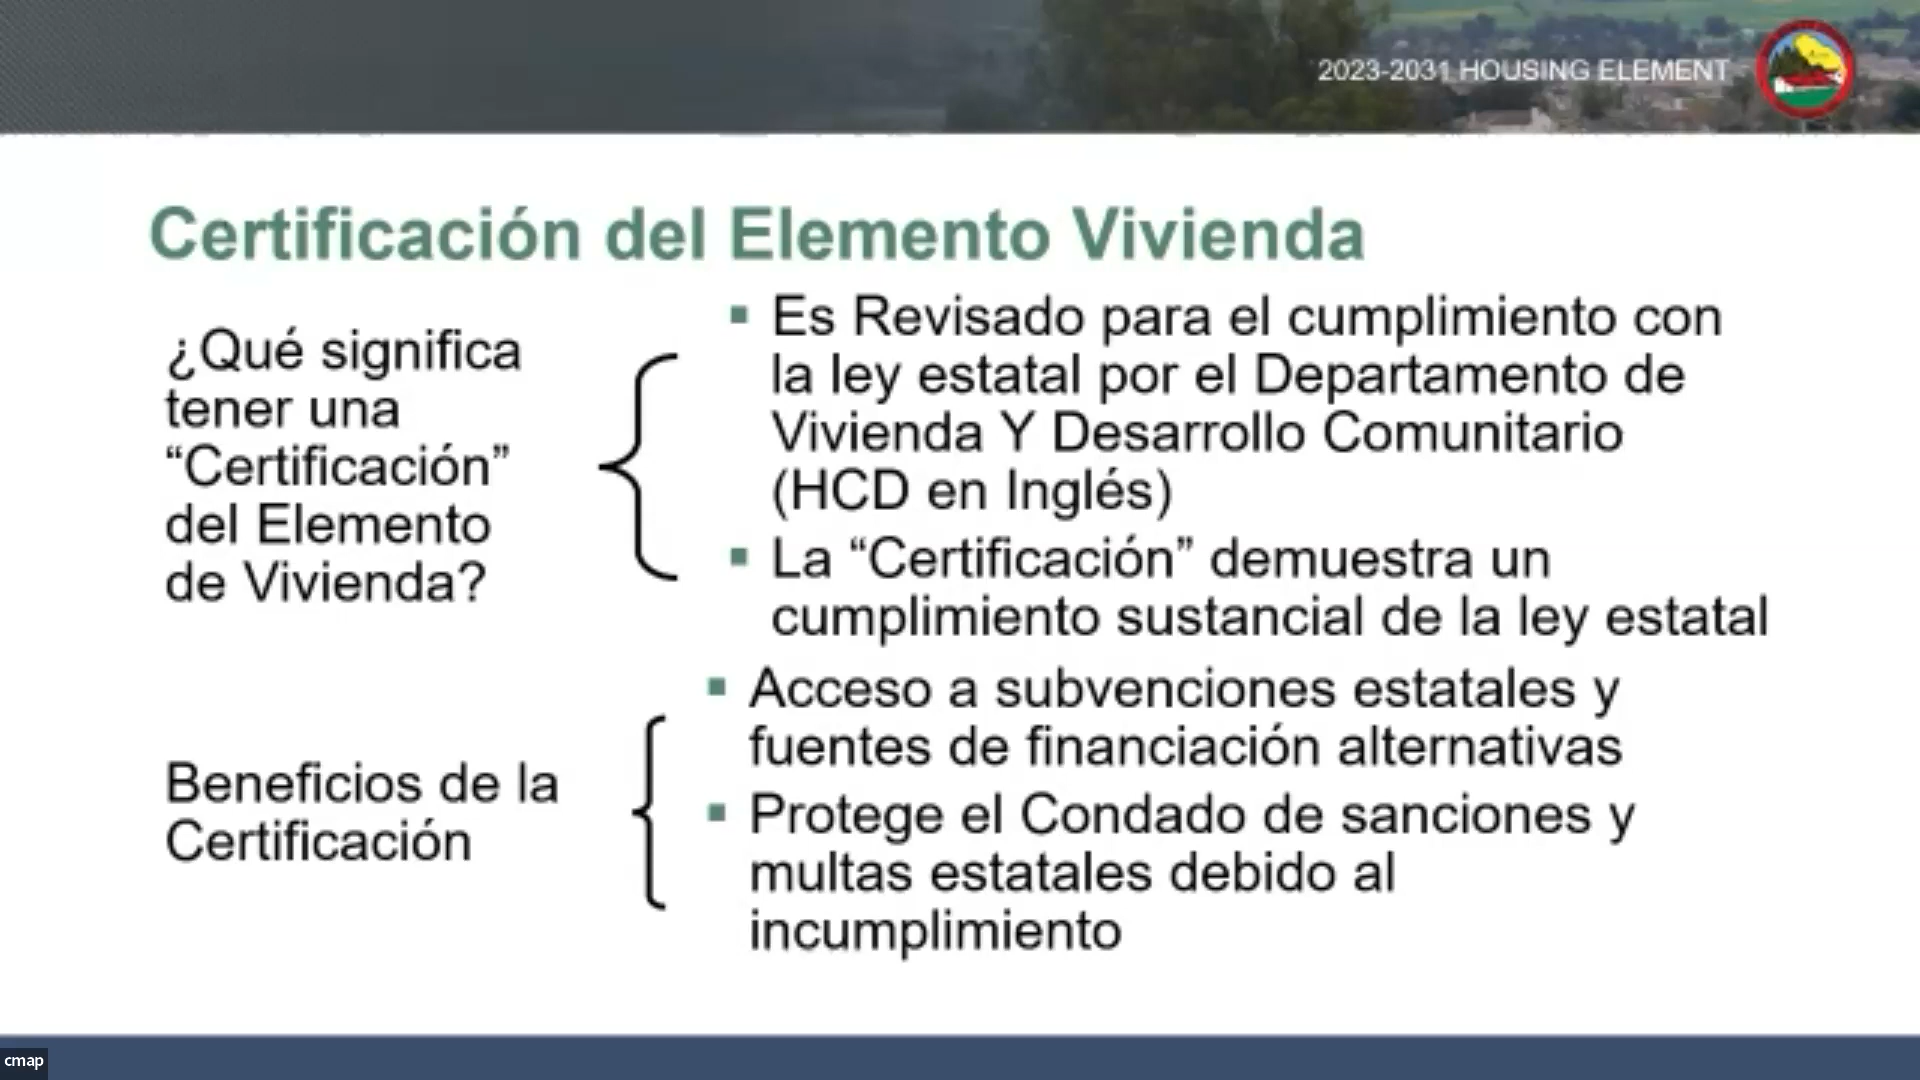 2023-2031 HOUSING ELEMENT
Certificación del Elemento Vivienda
¿Qué significa
tener una
“Certificación”
del Elemento
de Vivienda?
Es Revisado para el cumplimiento con
la ley estatal por el Departamento de
Vivienda Y Desarrollo Comunitario
(HCD en Inglés)
La “Certificación” demuestra un
cumplimiento sustancial de la ley estatal
Beneficios de la
Certificación
Acceso a subvenciones estatales y
fuentes de financiación alternativas
Protege el Condado de sanciones y
multas estatales debido al
incumplimiento
cmap